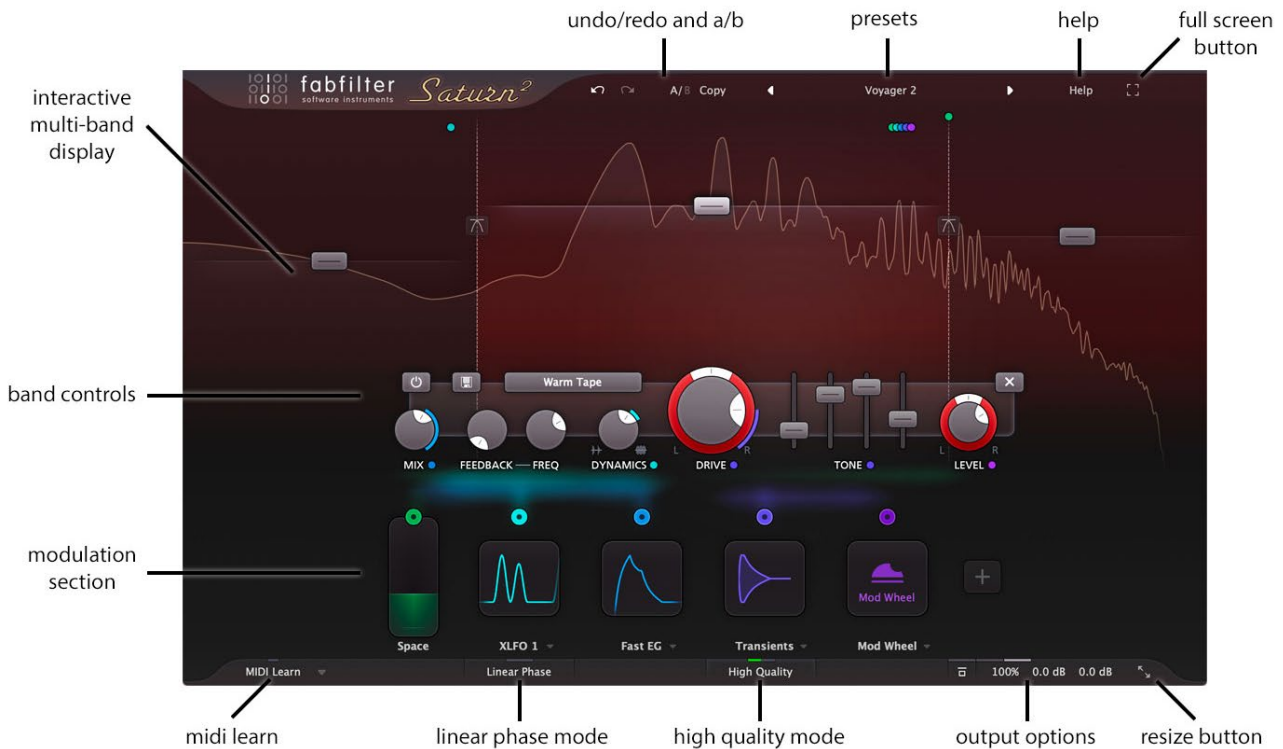 undo/redo and a/b
presets
help
full screen
button
fabfilter
software instruments
Saturn²
A/B Copy
Voyager 2
Help
interactive
multi-band
display
Warm Tape
band controls
L R
L R
MIX
FEEDBACK — FREQ
DYNAMICS
DRIVE
TONE
LEVEL
modulation
section
Mod Wheel
Space
XLFO 1
Fast EG
Transients
Mod Wheel
MIDI Learn
Linear Phase
High Quality
100% 0.0 dB 0.0 dB
midi learn
linear phase mode
high quality mode
output options
resize button